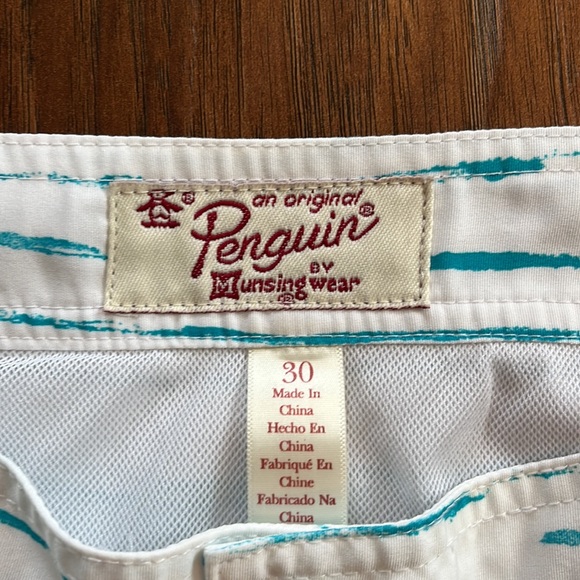 an original
Penguin®
BY
Munsingwear
®
30
Made In
China
Hecho En
China
Fabriqué En
Chine
Fabricado Na
China